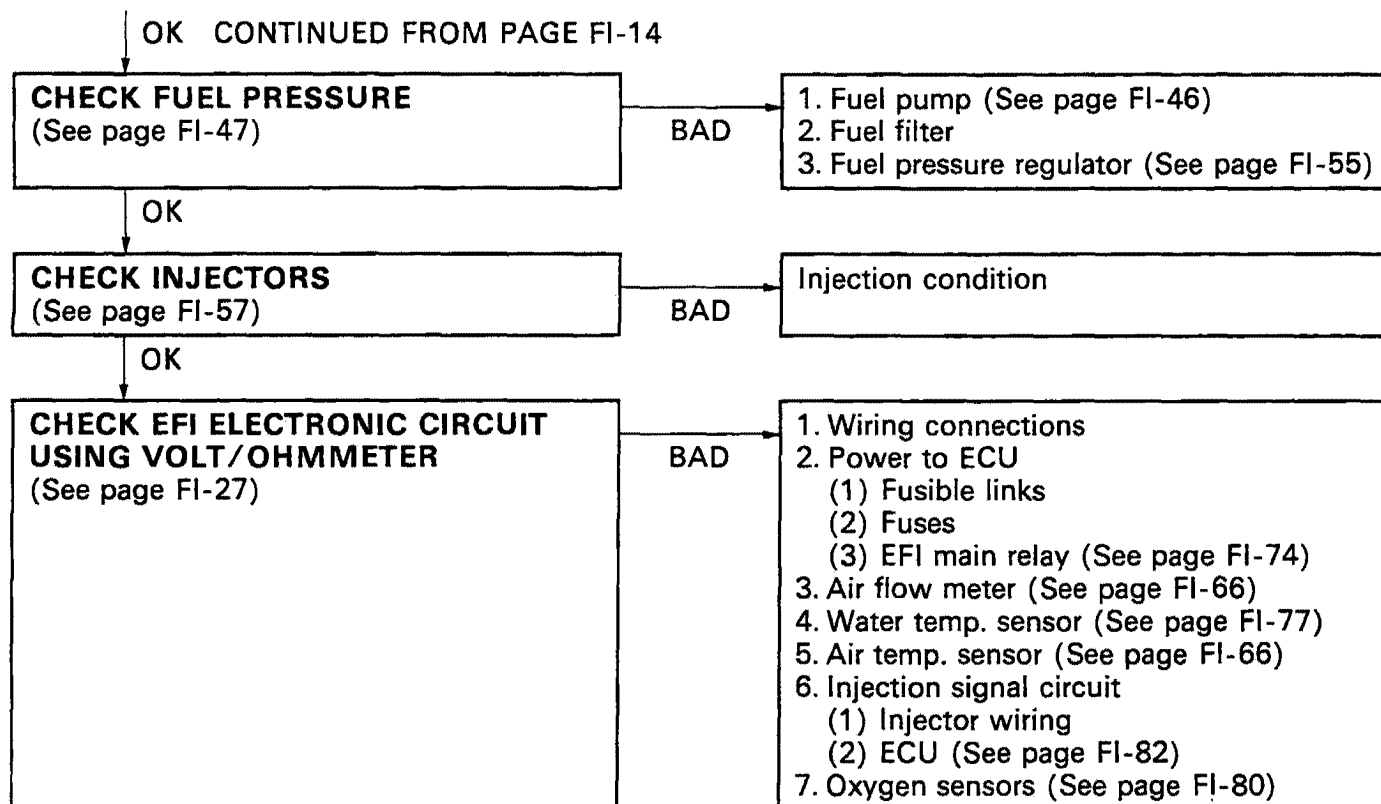 OK CONTINUED FROM PAGE FI-14
CHECK FUEL PRESSURE
(See page FI-47)
BAD
1. Fuel pump (See page FI-46)
2. Fuel filter
3. Fuel pressure regulator (See page FI-55)
OK
CHECK INJECTORS
(See page FI-57)
BAD
Injection condition
OK
CHECK EFI ELECTRONIC CIRCUIT
USING VOLT/OHMMETER
(See page FI-27)
BAD
1. Wiring connections
2. Power to ECU
(1) Fusible links
(2) Fuses
(3) EFI main relay (See page FI-74)
3. Air flow meter (See page FI-66)
4. Water temp. sensor (See page FI-77)
5. Air temp. sensor (See page FI-66)
6. Injection signal circuit
(1) Injector wiring
(2) ECU (See page FI-82)
7. Oxygen sensors (See page FI-80)